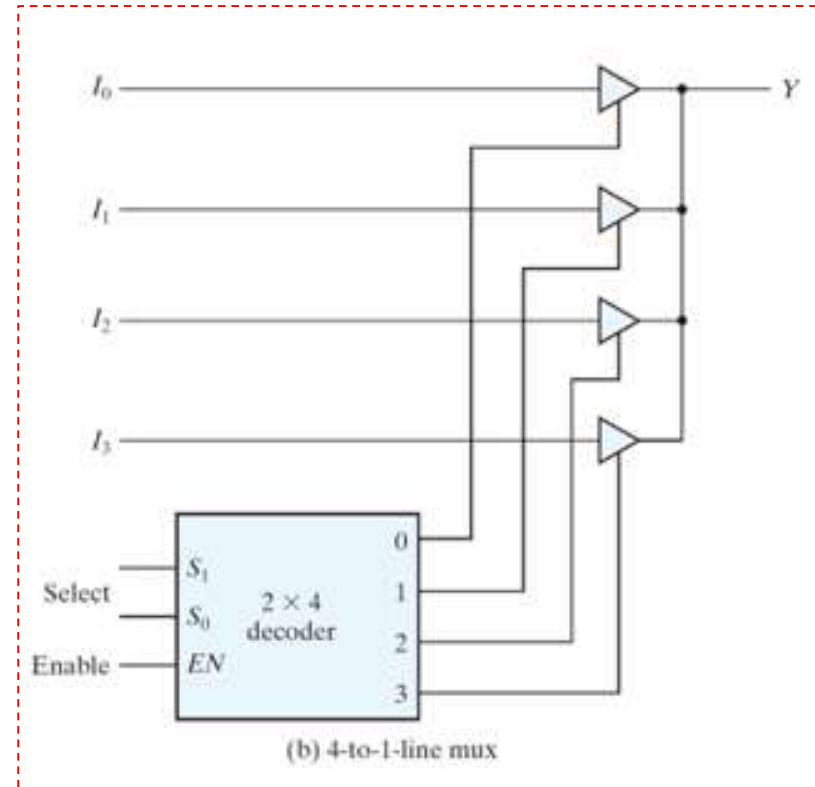 I₀
Y
I₁
I₂
I₃
0
S₁
Select
1
2 × 4
S₀
decoder
2
Enable
EN
3
(b) 4-to-1-line mux